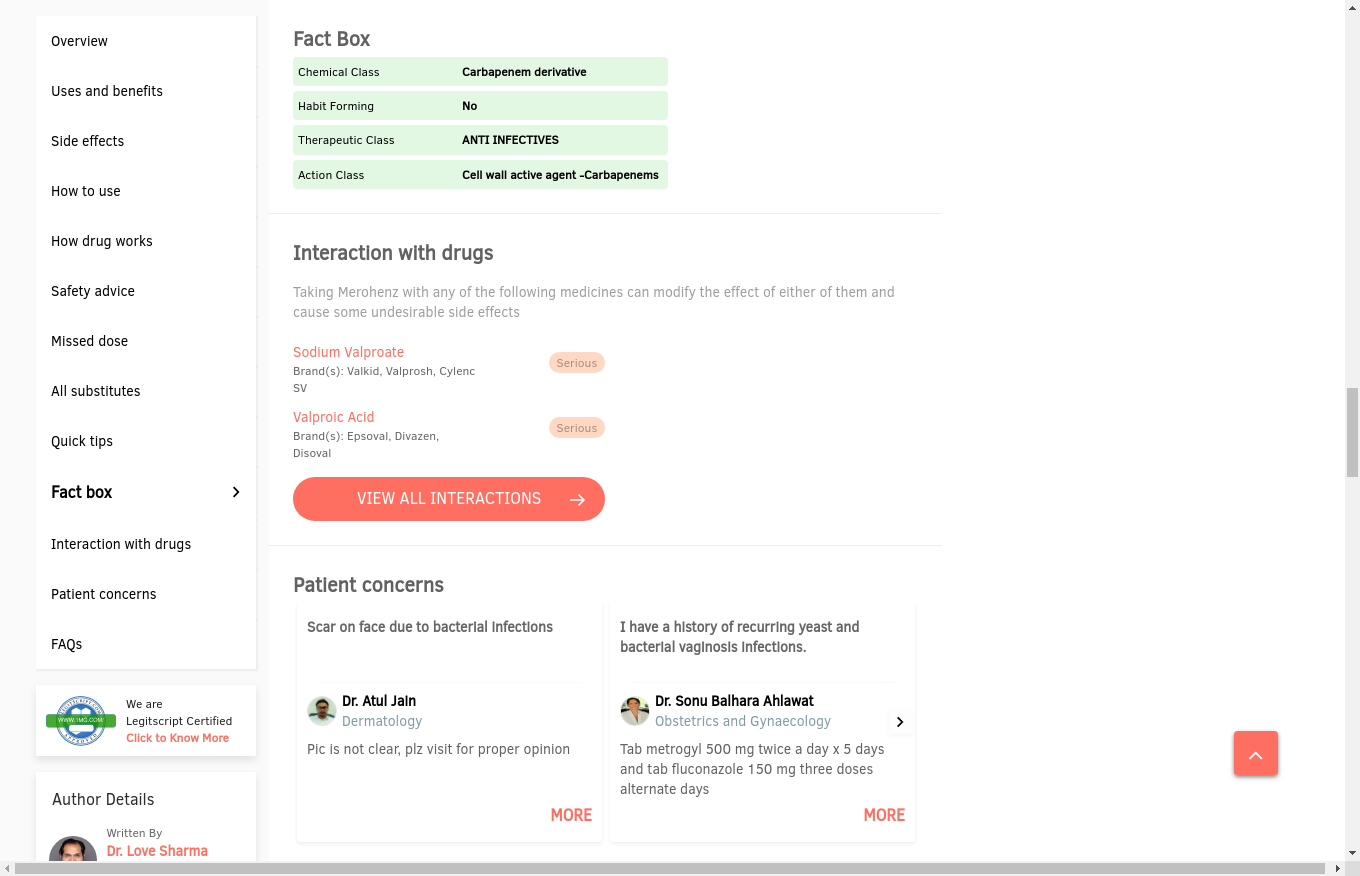 Overview
Uses and benefits
Side effects
How to use
How drug works
Safety advice
Missed dose
All substitutes
Quick tips
Fact box
Interaction with drugs
Patient concerns
FAQs
WWW.1MG.COM
APPROVED
We are
Legitscript Certified
Click to Know More
Author Details
Written By
Dr. Love Sharma
Fact Box
Chemical Class Carbapenem derivative
Habit Forming No
Therapeutic Class ANTI INFECTIVES
Action Class Cell wall active agent -Carbapenems
Interaction with drugs
Taking Merohenz with any of the following medicines can modify the effect of either of them and
cause some undesirable side effects
Sodium Valproate
Serious
Brand(s): Valkid, Valprosh, Cylenc
SV
Valproic Acid
Serious
Brand(s): Epsoval, Divazen,
Disoval
VIEW ALL INTERACTIONS
Patient concerns
Scar on face due to bacterial infections
Dr. Atul Jain
Dermatology
Pic is not clear, plz visit for proper opinion
MORE
I have a history of recurring yeast and
bacterial vaginosis infections.
Dr. Sonu Balhara Ahlawat
Obstetrics and Gynaecology
Tab metrogyl 500 mg twice a day x 5 days
and tab fluconazole 150 mg three doses
alternate days
MORE